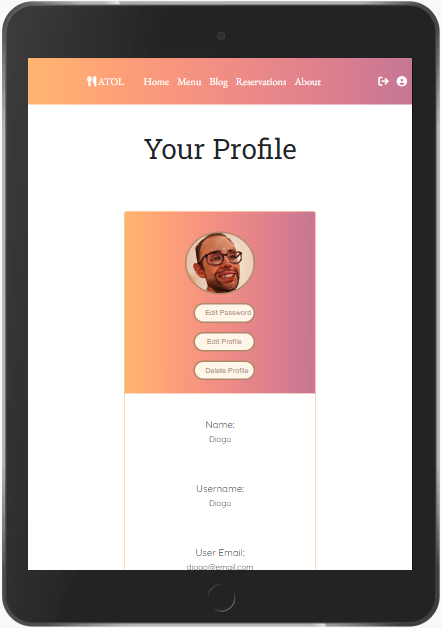 ATOL Home Menu Blog Reservations About
Your Profile
Edit Password
Edit Profile
Delete Profile
Name:
Diogo
Username:
Diogo
User Email:
diogo@email.com